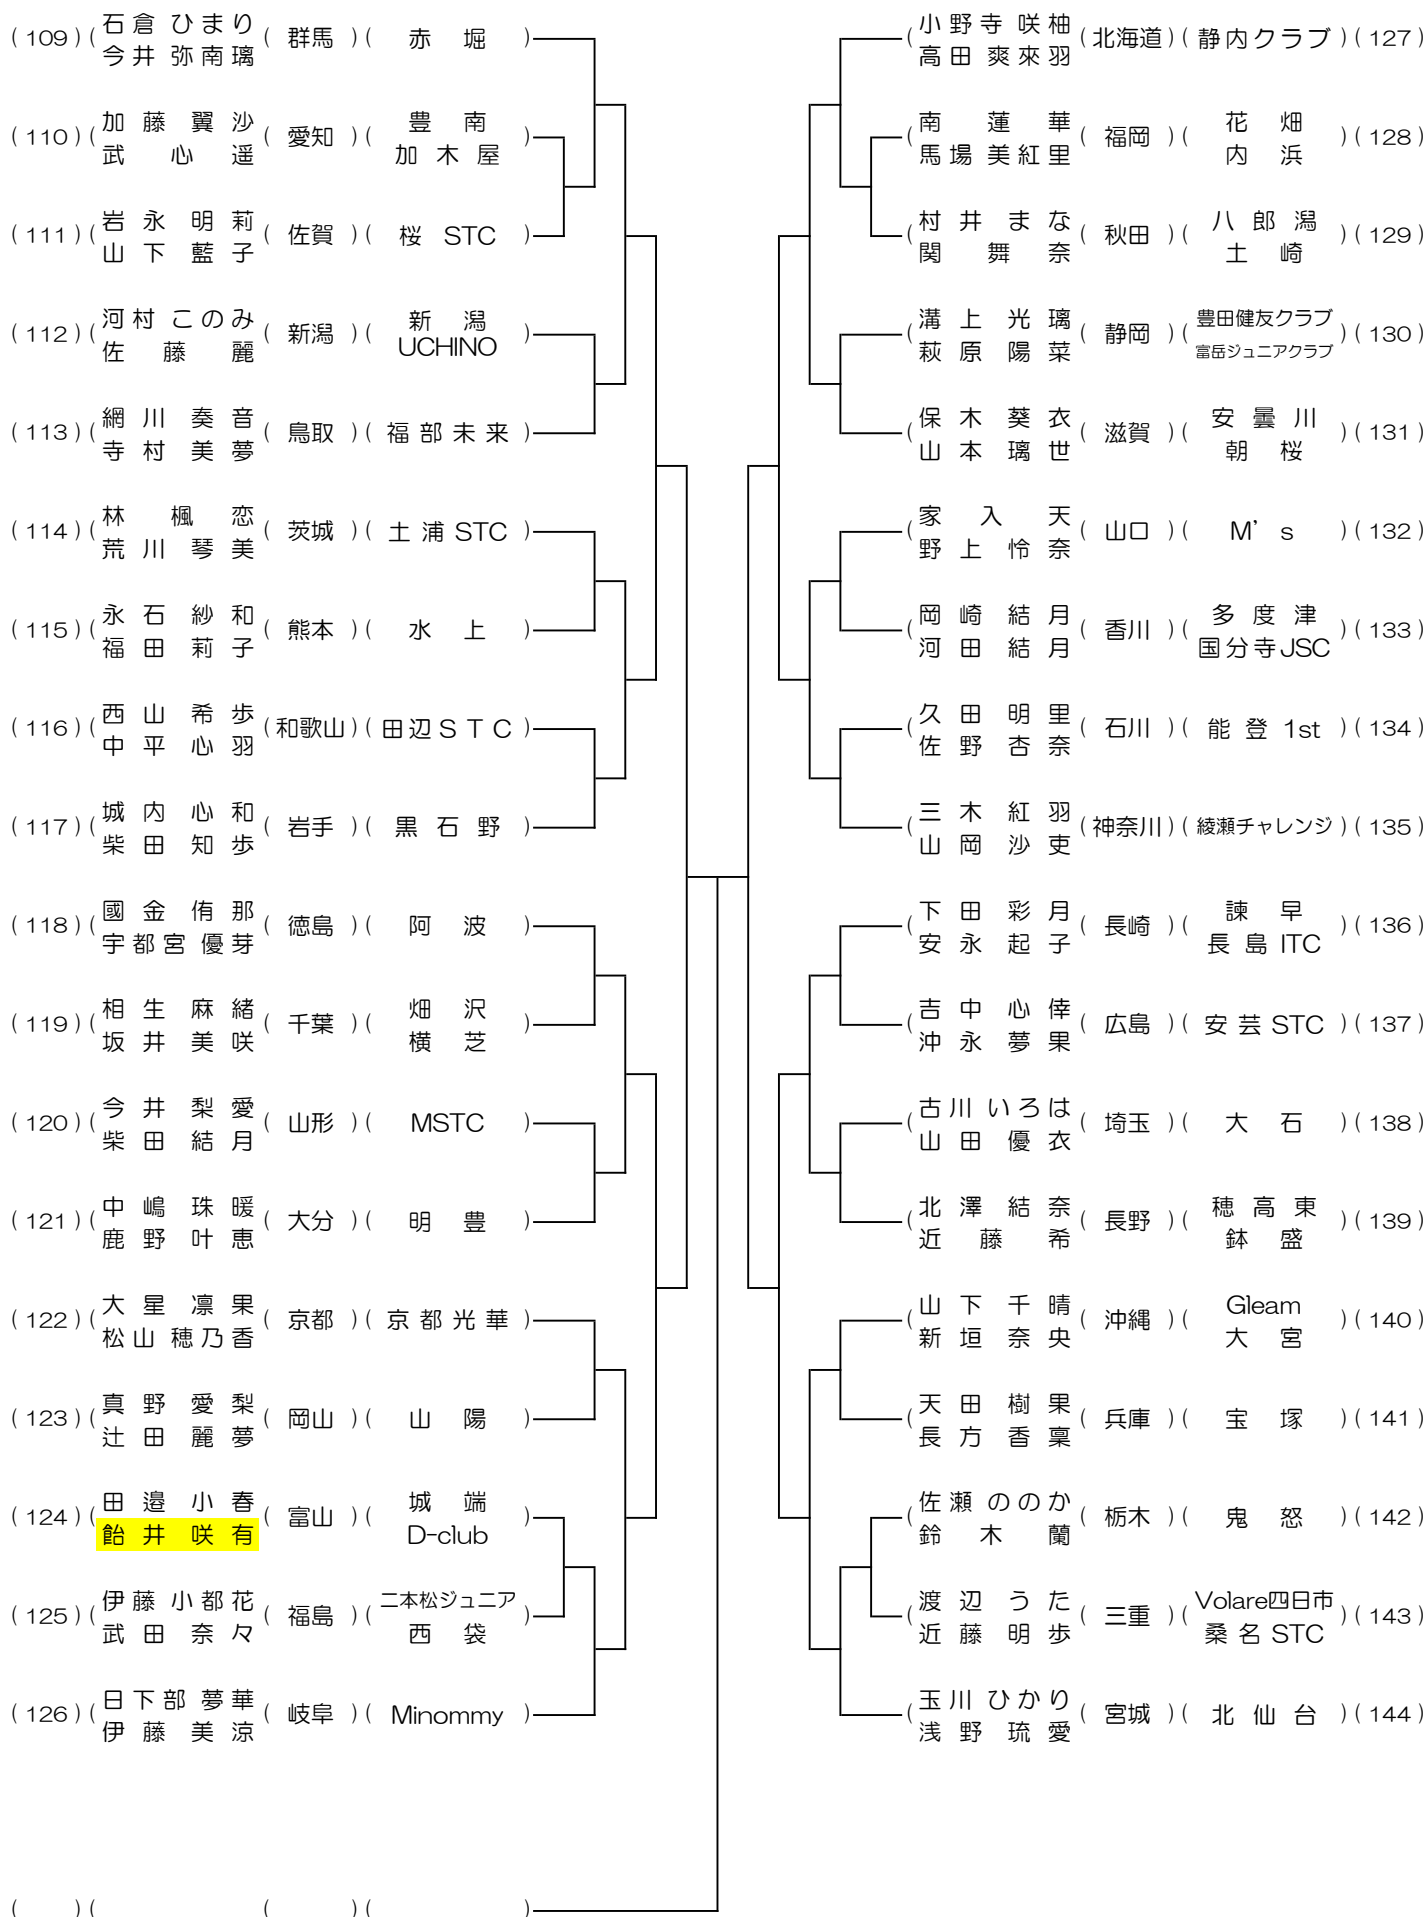 (109) ( 石倉 ひまり ( 群馬 ) ( 赤堀 )
今井 弥南璃
(110) ( 加藤翼沙 ( 愛知 ) ( 豊南 )
武心遥 加木屋
(111) ( 岩永明莉 ( 佐賀 ) ( 桜 STC )
山下藍子
(112) ( 河村 このみ ( 新潟 ) ( 新潟 )
佐藤麗 UCHINO
(113) ( 網川奏音 ( 鳥取 ) ( 福部未来 )
寺村美夢
(114) ( 林楓恋 ( 茨城 ) ( 土浦 STC )
荒川琴美
(115) ( 永石紗和 ( 熊本 ) ( 水上 )
福田莉子
(116) ( 西山希歩 ( 和歌山 ) ( 田辺ＳＴＣ )
中平心羽
(117) ( 城内心和 ( 岩手 ) ( 黒石野 )
柴田知歩
(118) ( 國金侑那 ( 徳島 ) ( 阿波 )
宇都宮 優芽
(119) ( 相生麻緒 ( 千葉 ) ( 畑沢 )
坂井美咲 横芝
(120) ( 今井梨愛 ( 山形 ) ( MSTC )
柴田結月
(121) ( 中嶋珠暖 ( 大分 ) ( 明豊 )
鹿野叶恵
(122) ( 大星凛果 ( 京都 ) ( 京都光華 )
松山 穂乃香
(123) ( 真野愛梨 ( 岡山 ) ( 山陽 )
辻田麗夢
(124) ( 田邉小春 ( 富山 ) ( 城端 )
飴井咲有 D-club
(125) ( 伊藤 小都花 ( 福島 ) ( 二本松ジュニア )
武田奈々 西袋
(126) ( 日下部 夢華 ( 岐阜 ) ( Minommy )
伊藤美涼
( ) ( ( ) ( )
( 小野寺 咲柚 ( 北海道 ) ( 静内クラブ ) (127)
高田 爽來羽
( 南蓮華 ( 福岡 ) ( 花畑 ) (128)
馬場 美紅里 内浜
( 村井まな ( 秋田 ) ( 八郎潟 ) (129)
関舞奈 土崎
( 溝上光璃 ( 静岡 ) ( 豊田健友クラブ ) (130)
萩原陽菜 富岳ジュニアクラブ
( 保木葵衣 ( 滋賀 ) ( 安曇川 ) (131)
山本璃世 朝桜
( 家入天 ( 山口 ) ( M’s ) (132)
野上怜奈
( 岡崎結月 ( 香川 ) ( 多度津 ) (133)
河田結月 国分寺JSC
( 久田明里 ( 石川 ) ( 能登 1st ) (134)
佐野杏奈
( 三木紅羽 ( 神奈川 ) ( 綾瀬チャレンジ ) (135)
山岡沙吏
( 下田彩月 ( 長崎 ) ( 諫早 ) (136)
安永起子 長島 ITC
( 吉中心倖 ( 広島 ) ( 安芸 STC ) (137)
沖永夢果
( 古川 いろは ( 埼玉 ) ( 大石 ) (138)
山田優衣
( 北澤結奈 ( 長野 ) ( 穂高東 ) (139)
近藤希 鉢盛
( 山下千晴 ( 沖縄 ) ( Gleam ) (140)
新垣奈央 大宮
( 天田樹果 ( 兵庫 ) ( 宝塚 ) (141)
長方香稟
( 佐瀬 ののか ( 栃木 ) ( 鬼怒 ) (142)
鈴木蘭
( 渡辺うた ( 三重 ) ( Volare四日市 ) (143)
近藤明歩 桑名 STC
( 玉川 ひかり ( 宮城 ) ( 北仙台 ) (144)
浅野琉愛